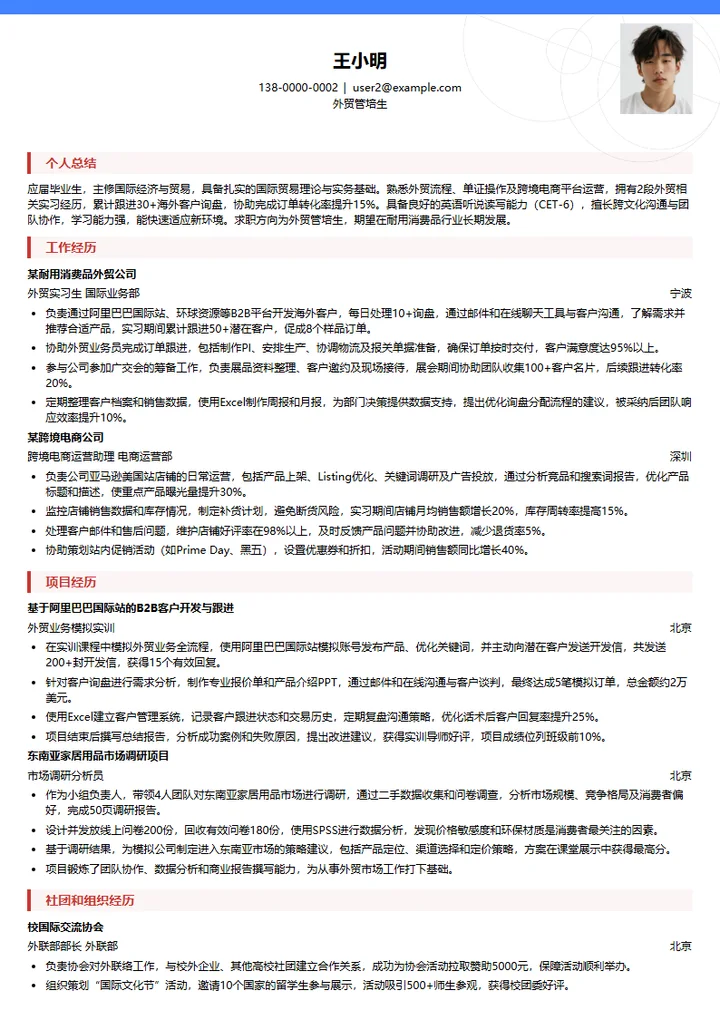 王小明
138-0000-0002 | user2@example.com
外贸管培生
个人总结
应届毕业生，主修国际经济与贸易，具备扎实的国际贸易理论与实务基础。熟悉外贸流程、单证操作及跨境电商平台运营，拥有2段外贸相
关实习经历，累计跟进30+海外客户询盘，协助完成订单转化率提升15%。具备良好的英语听说读写能力（CET-6），擅长跨文化沟通与团
队协作，学习能力强，能快速适应新环境。求职方向为外贸管培生，期望在耐用消费品行业长期发展。
工作经历
某耐用消费品外贸公司
外贸实习生 国际业务部 宁波
• 负责通过阿里巴巴国际站、环球资源等B2B平台开发海外客户，每日处理10+询盘，通过邮件和在线聊天工具与客户沟通，了解需求并
推荐合适产品，实习期间累计跟进50+潜在客户，促成8个样品订单。
• 协助外贸业务员完成订单跟进，包括制作PI、安排生产、协调物流及报关单据准备，确保订单按时交付，客户满意度达95%以上。
• 参与公司参加广交会的筹备工作，负责展品资料整理、客户邀约及现场接待，展会期间协助团队收集100+客户名片，后续跟进转化率
20%。
• 定期整理客户档案和销售数据，使用Excel制作周报和月报，为部门决策提供数据支持，提出优化询盘分配流程的建议，被采纳后团队响
应效率提升10%。
某跨境电商公司
跨境电商运营助理 电商运营部 深圳
• 负责公司亚马逊美国站店铺的日常运营，包括产品上架、Listing优化、关键词调研及广告投放，通过分析竞品和搜索词报告，优化产品
标题和描述，使重点产品曝光量提升30%。
• 监控店铺销售数据和库存情况，制定补货计划，避免断货风险，实习期间店铺月均销售额增长20%，库存周转率提高15%。
• 处理客户邮件和售后问题，维护店铺好评率在98%以上，及时反馈产品问题并协助改进，减少退货率5%。
• 协助策划站内促销活动（如Prime Day、黑五），设置优惠券和折扣，活动期间销售额同比增长40%。
项目经历
基于阿里巴巴国际站的B2B客户开发与跟进
外贸业务模拟实训 北京
• 在实训课程中模拟外贸业务全流程，使用阿里巴巴国际站模拟账号发布产品、优化关键词，并主动向潜在客户发送开发信，共发送
200+封开发信，获得15个有效回复。
• 针对客户询盘进行需求分析，制作专业报价单和产品介绍PPT，通过邮件和在线沟通与客户谈判，最终达成5笔模拟订单，总金额约2万
美元。
• 使用Excel建立客户管理系统，记录客户跟进状态和交易历史，定期复盘沟通策略，优化话术后客户回复率提升25%。
• 项目结束后撰写总结报告，分析成功案例和失败原因，提出改进建议，获得实训导师好评，项目成绩位列班级前10%。
东南亚家居用品市场调研项目
市场调研分析员 北京
• 作为小组负责人，带领4人团队对东南亚家居用品市场进行调研，通过二手数据收集和问卷调查，分析市场规模、竞争格局及消费者偏
好，完成50页调研报告。
• 设计并发放线上问卷200份，回收有效问卷180份，使用SPSS进行数据分析，发现价格敏感度和环保材质是消费者最关注的因素。
• 基于调研结果，为模拟公司制定进入东南亚市场的策略建议，包括产品定位、渠道选择和定价策略，方案在课堂展示中获得最高分。
• 项目锻炼了团队协作、数据分析和商业报告撰写能力，为从事外贸市场工作打下基础。
社团和组织经历
校国际交流协会
外联部部长 外联部 北京
• 负责协会对外联络工作，与校外企业、其他高校社团建立合作关系，成功为协会活动拉取赞助5000元，保障活动顺利举办。
• 组织策划“国际文化节”活动，邀请10个国家的留学生参与展示，活动吸引500+师生参观，获得校团委好评。